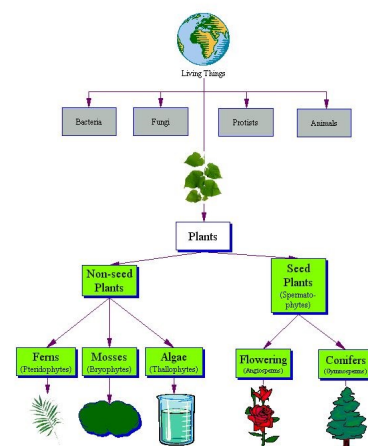 Living Things
Bacteria
Fungi
Protists
Animals
Plants
Non-seed
Plants
Seed
Plants
(Spermato-
phytes)
Ferns
(Pteridophytes)
Mosses
(Bryophytes)
Algae
(Thallophytes)
Flowering
(Angiosperms)
Conifers
(Gymnosperms)